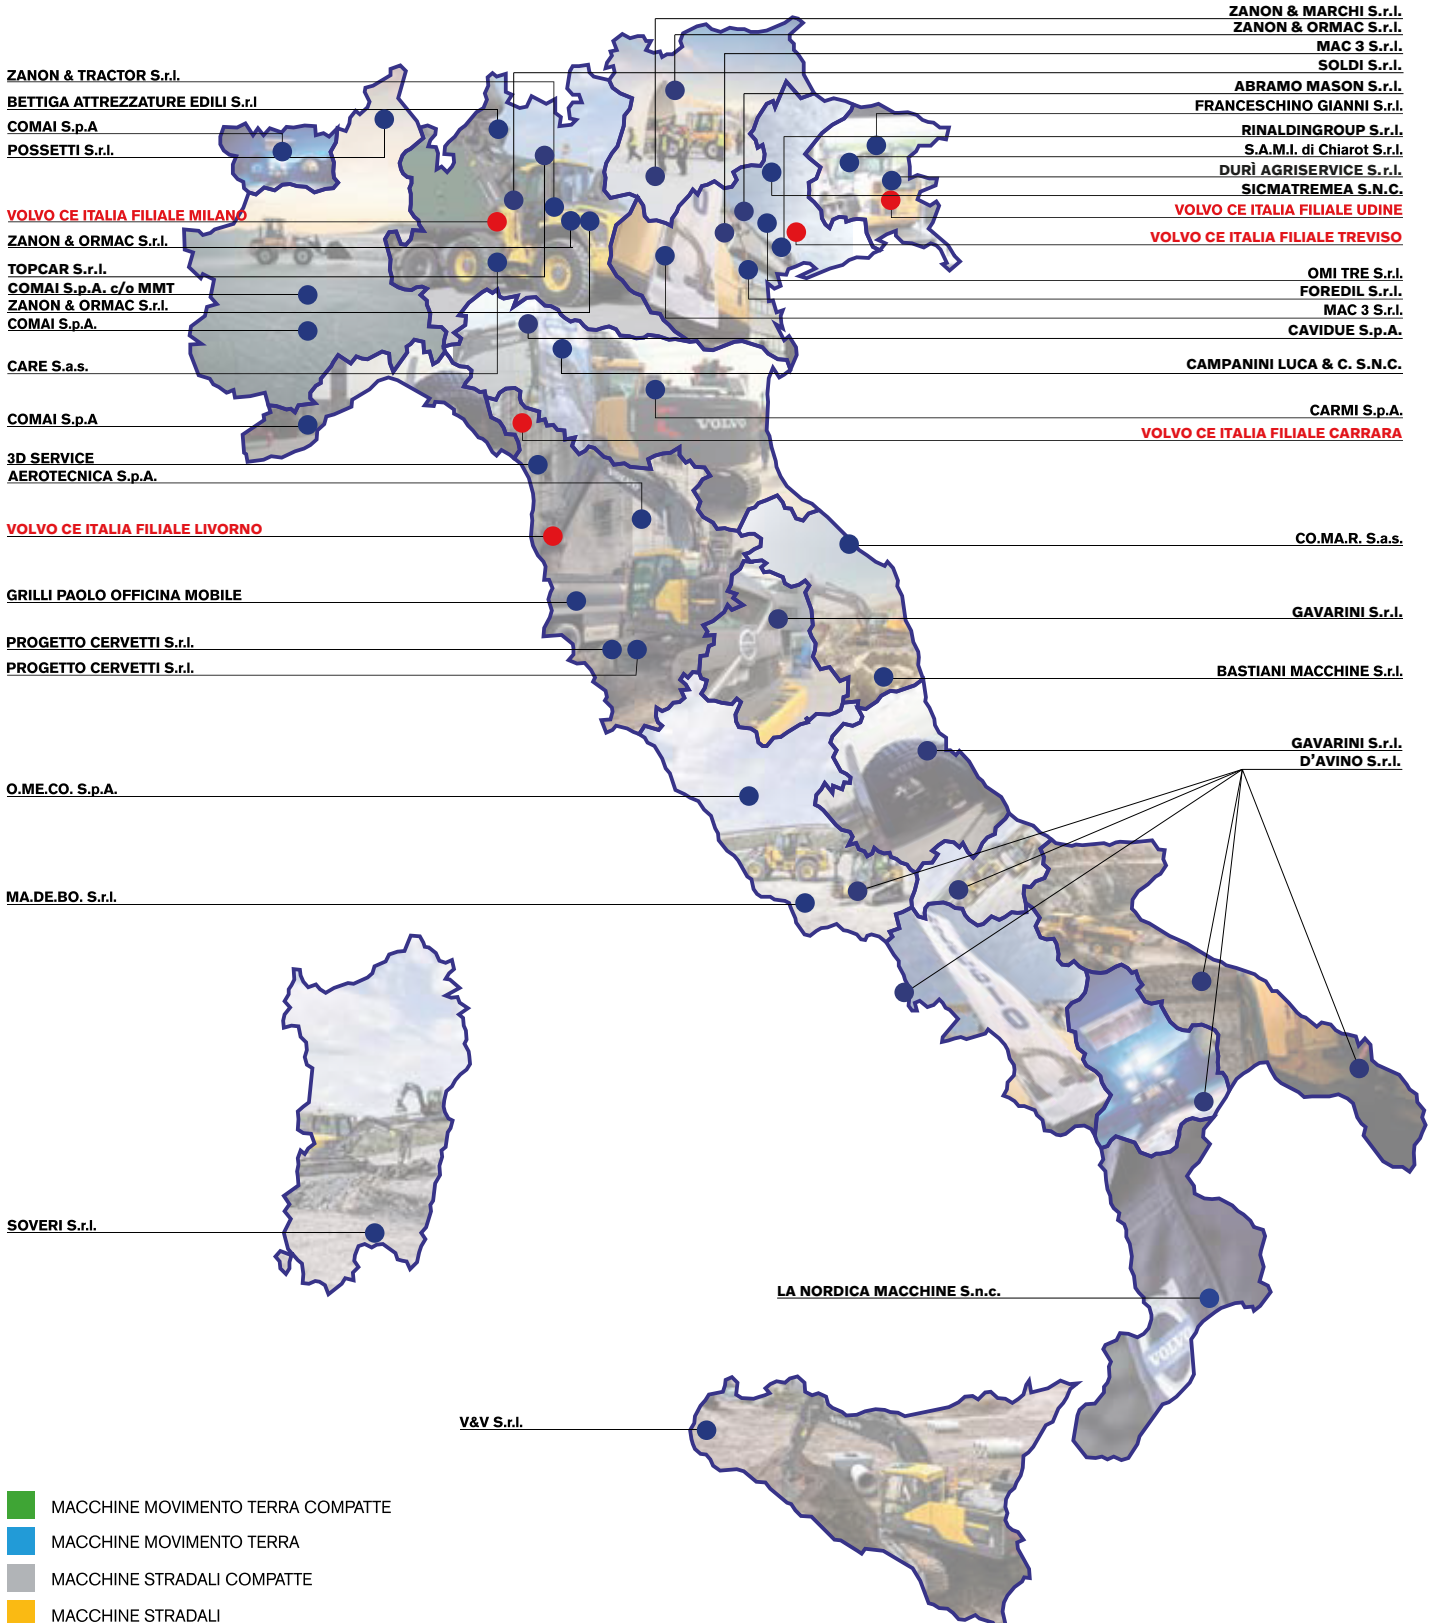 ZANON & TRACTOR S.r.l.
BETTIGA ATTREZZATURE EDILI S.r.l
COMAI S.p.A
POSSETTI S.r.l.
VOLVO CE ITALIA FILIALE MILANO
ZANON & ORMAC S.r.l.
TOPCAR S.r.l.
COMAI S.p.A. c/o MMT
ZANON & ORMAC S.r.l.
COMAI S.p.A.
CARE S.a.s.
COMAI S.p.A
3D SERVICE
AEROTECNICA S.p.A.
VOLVO CE ITALIA FILIALE LIVORNO
GRILLI PAOLO OFFICINA MOBILE
PROGETTO CERVETTI S.r.l.
PROGETTO CERVETTI S.r.l.
O.ME.CO. S.p.A.
MA.DE.BO. S.r.l.
SOVERI S.r.l.
ZANON & MARCHI S.r.l.
ZANON & ORMAC S.r.l.
MAC 3 S.r.l.
SOLDI S.r.l.
ABRAMO MASON S.r.l.
FRANCESCHINO GIANNI S.r.l.
RINALDINGROUP S.r.l.
S.A.M.I. di Chiarot S.r.l.
DURÌ AGRISERVICE S.r.l.
SICMATREMEA S.N.C.
VOLVO CE ITALIA FILIALE UDINE
VOLVO CE ITALIA FILIALE TREVISO
OMI TRE S.r.l.
FOREDIL S.r.l.
MAC 3 S.r.l.
CAVIDUE S.p.A.
CAMPANINI LUCA & C. S.N.C.
CARMI S.p.A.
VOLVO CE ITALIA FILIALE CARRARA
CO.MA.R. S.a.s.
GAVARINI S.r.l.
BASTIANI MACCHINE S.r.l.
GAVARINI S.r.l.
D'AVINO S.r.l.
LA NORDICA MACCHINE S.n.c.
V&V S.r.l.
VOLVO
VOLVO
MACCHINE MOVIMENTO TERRA COMPATTE
MACCHINE MOVIMENTO TERRA
MACCHINE STRADALI COMPATTE
MACCHINE STRADALI